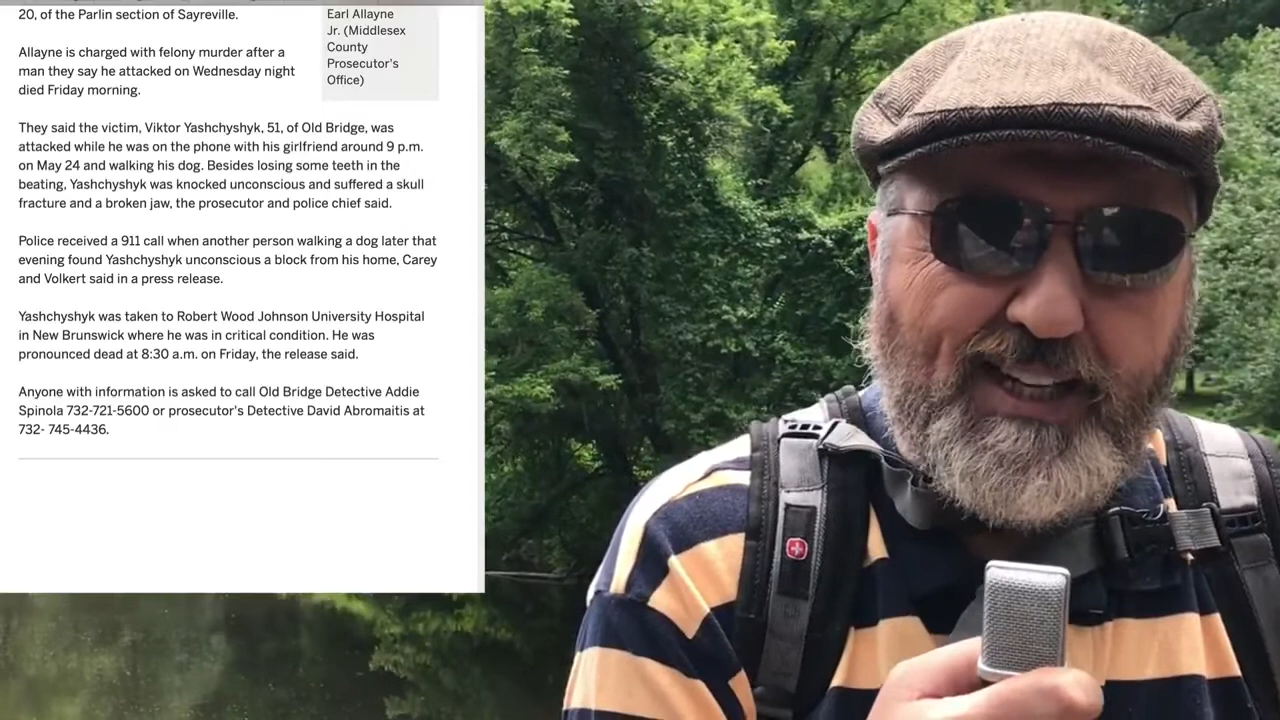 20, of the Parlin section of Sayreville.
Earl Allayne
Jr. (Middlesex
County
Prosecutor's
Office)
Allayne is charged with felony murder after a
man they say he attacked on Wednesday night
died Friday morning.
They said the victim, Viktor Yashchyshyk, 51, of Old Bridge, was
attacked while he was on the phone with his girlfriend around 9 p.m.
on May 24 and walking his dog. Besides losing some teeth in the
beating, Yashchyshyk was knocked unconscious and suffered a skull
fracture and a broken jaw, the prosecutor and police chief said.
Police received a 911 call when another person walking a dog later that
evening found Yashchyshyk unconscious a block from his home, Carey
and Volkert said in a press release.
Yashchyshyk was taken to Robert Wood Johnson University Hospital
in New Brunswick where he was in critical condition. He was
pronounced dead at 8:30 a.m. on Friday, the release said.
Anyone with information is asked to call Old Bridge Detective Addie
Spinola 732-721-5600 or prosecutor's Detective David Abromaitis at
732- 745-4436.